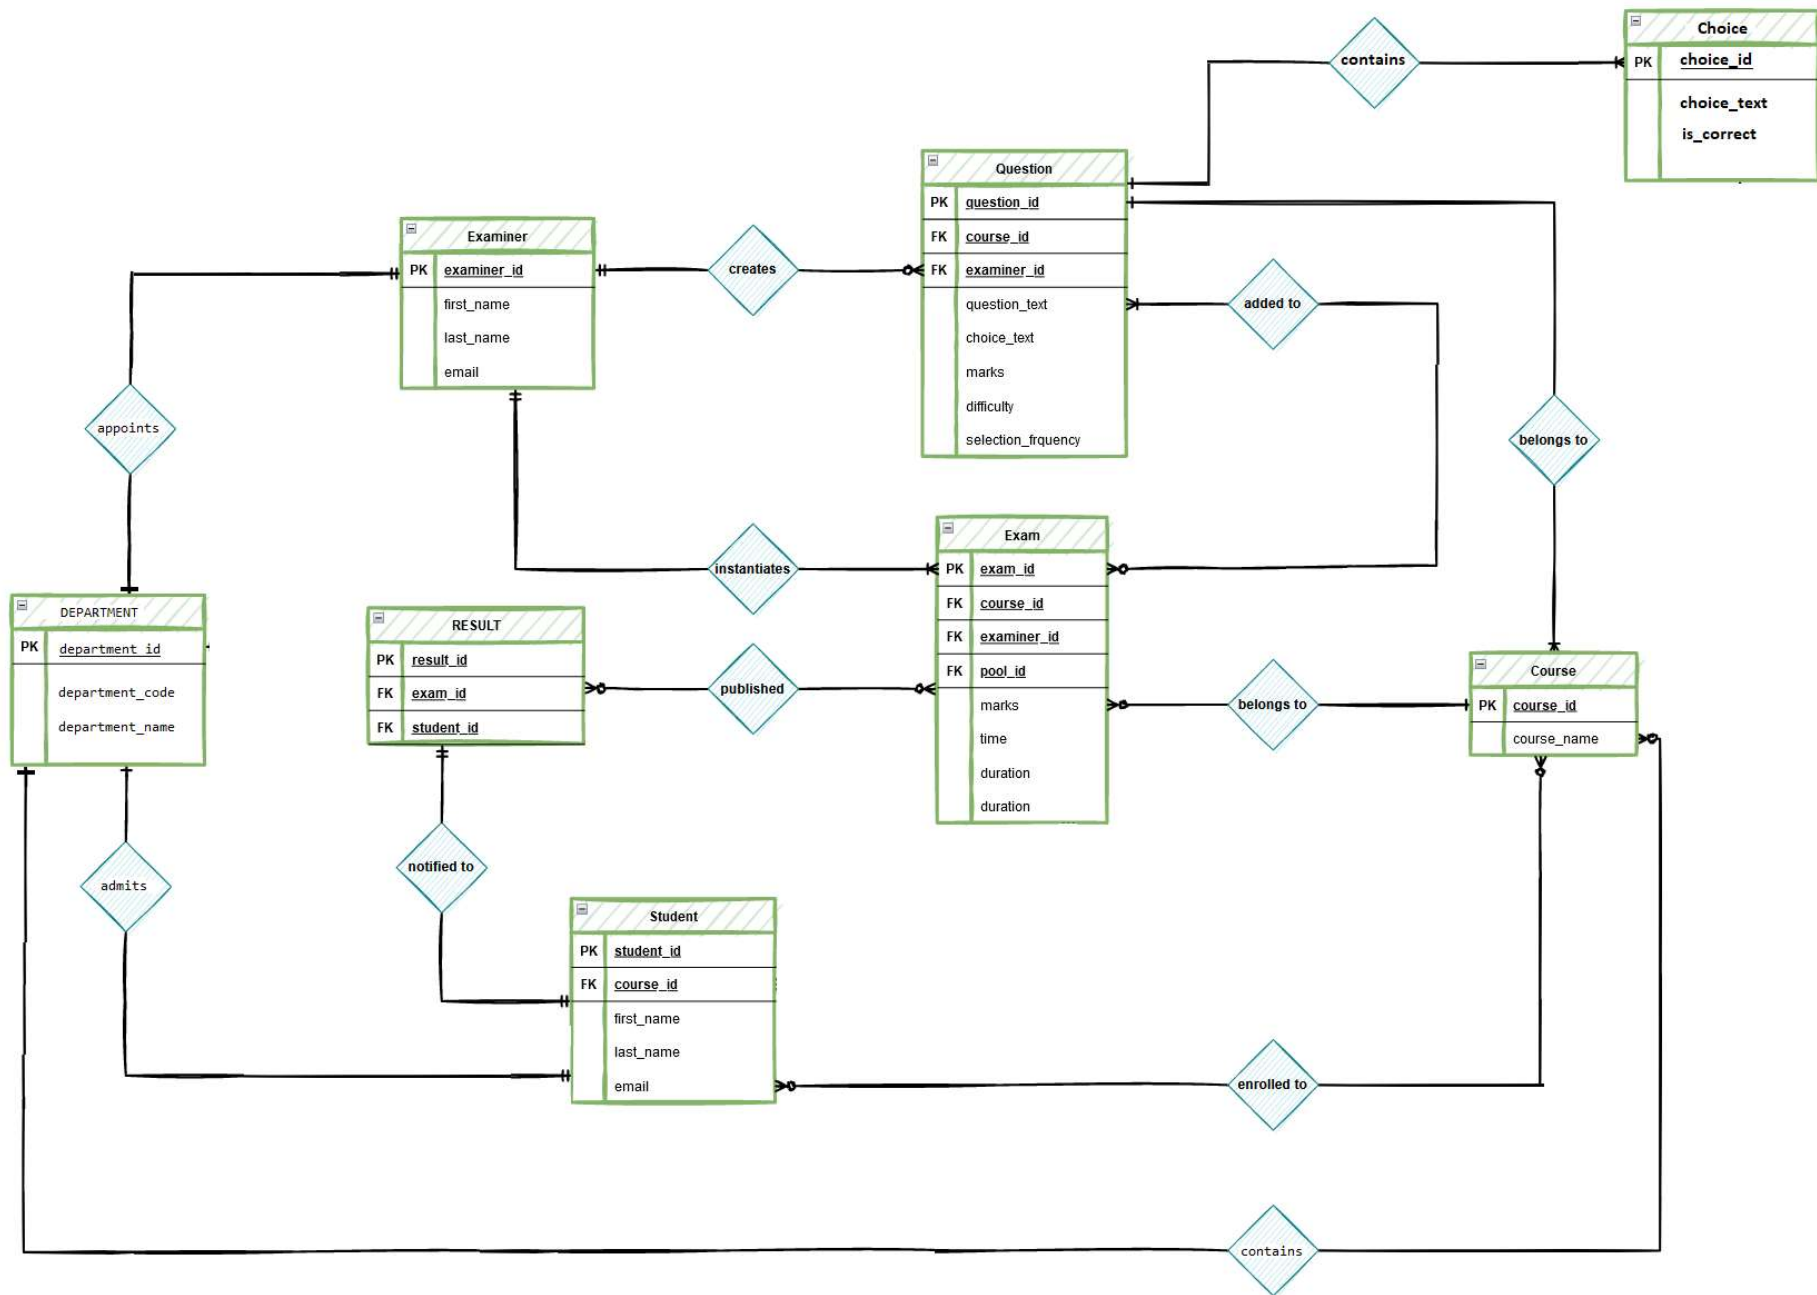 Choice
PK choice_id
choice_text
is_correct
contains
Question
PK question_id
FK course_id
FK examiner_id
question_text
choice_text
marks
difficulty
selection_frquency
Examiner
PK examiner_id
first_name
last_name
email
creates
added to
appoints
belongs to
instantiates
Exam
PK exam_id
FK course_id
FK examiner_id
FK pool_id
marks
time
duration
duration
DEPARTMENT
PK department_id
department_code
department_name
RESULT
PK result_id
FK exam_id
FK student_id
published
belongs to
Course
PK course_id
course_name
notified to
admits
Student
PK student_id
FK course_id
first_name
last_name
email
enrolled to
contains